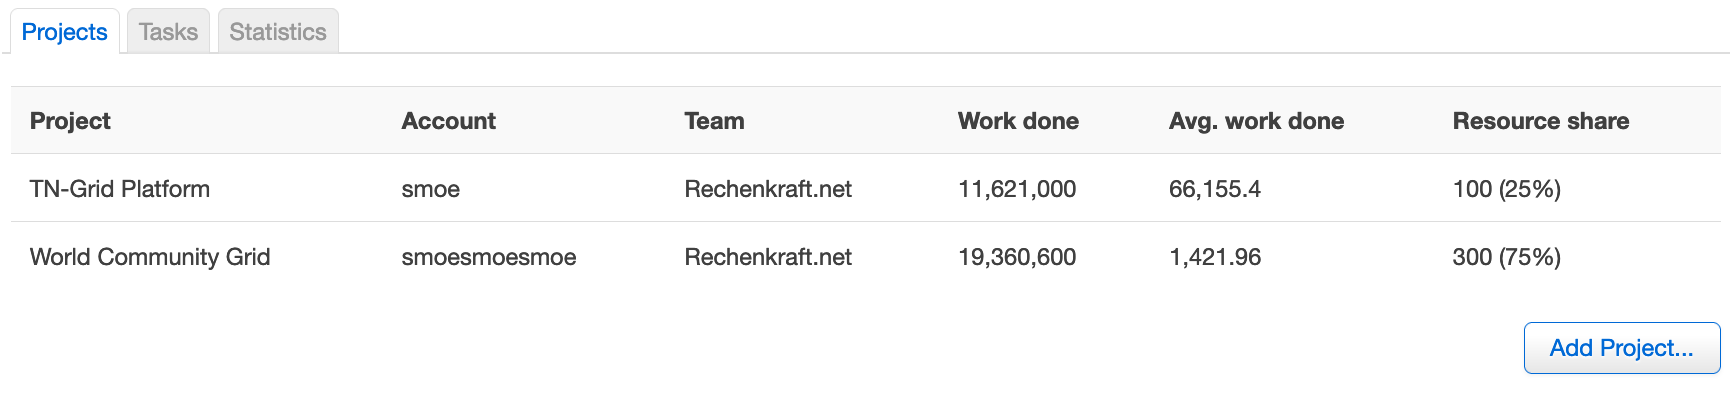 Projects Tasks Statistics
Project Account Team Work done Avg. work done Resource share
TN-Grid Platform smoe Rechenkraft.net 11,621,000 66,155.4 100 (25%)
World Community Grid smoesmoesmoe Rechenkraft.net 19,360,600 1,421.96 300 (75%)
Add Project...